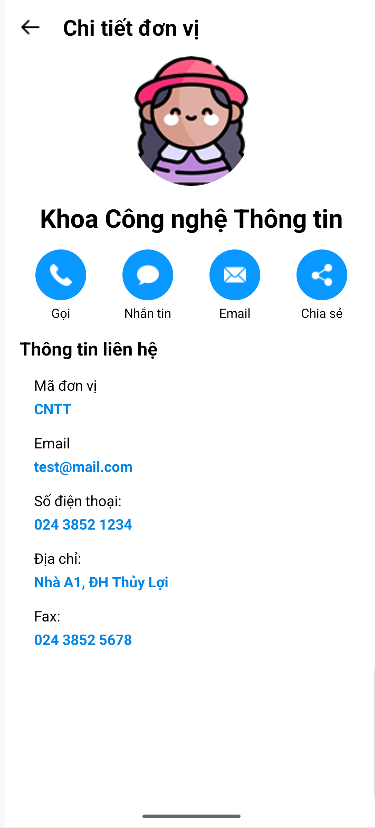 Chi tiết đơn vị
Khoa Công nghệ Thông tin
Gọi
Nhắn tin
Email
Chia sẻ
Thông tin liên hệ
Mã đơn vị
CNTT
Email
test@mail.com
Số điện thoại:
024 3852 1234
Địa chỉ:
Nhà A1, ĐH Thủy Lợi
Fax:
024 3852 5678